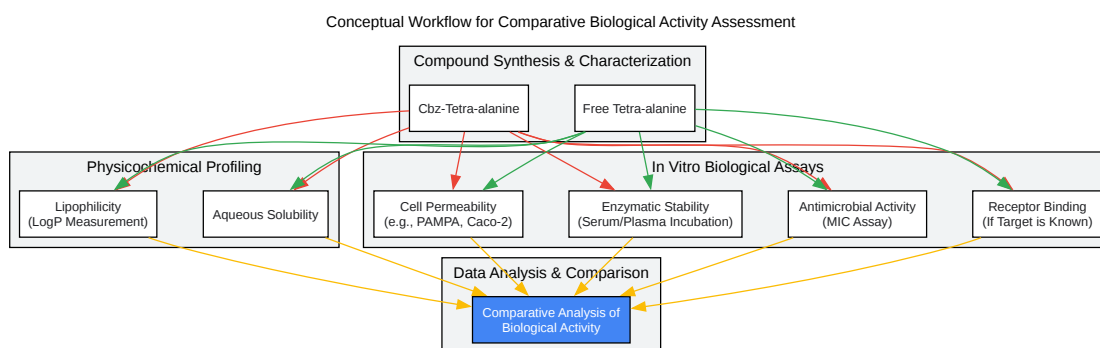 Conceptual Workflow for Comparative Biological Activity Assessment
Compound Synthesis & Characterization
Cbz-Tetra-alanine
Free Tetra-alanine
Physicochemical Profiling
Lipophilicity
(LogP Measurement)
Aqueous Solubility
In Vitro Biological Assays
Cell Permeability
(e.g., PAMPA, Caco-2)
Enzymatic Stability
(Serum/Plasma Incubation)
Antimicrobial Activity
(MIC Assay)
Receptor Binding
(If Target is Known)
Data Analysis & Comparison
Comparative Analysis of
Biological Activity